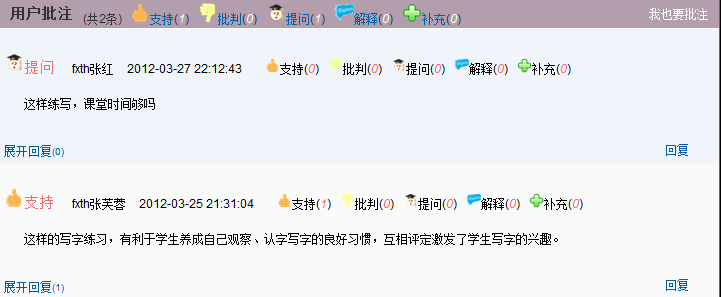 用户批注 (共2条) 支持(1) 批判(0) 提问(1) 解释(0) 补充(0) 我也要批注
提问 fxth张红 2012-03-27 22:12:43 支持(0) 批判(0) 提问(0) 解释(0) 补充(0)
这样练写，课堂时间够吗
展开回复(0) 回复
支持 fxth张芙蓉 2012-03-25 21:31:04 支持(1) 批判(0) 提问(0) 解释(0) 补充(0)
这样的写字练习，有利于学生养成自己观察、认字写字的良好习惯，互相评定激发了学生写字的兴趣。
展开回复(1) 回复